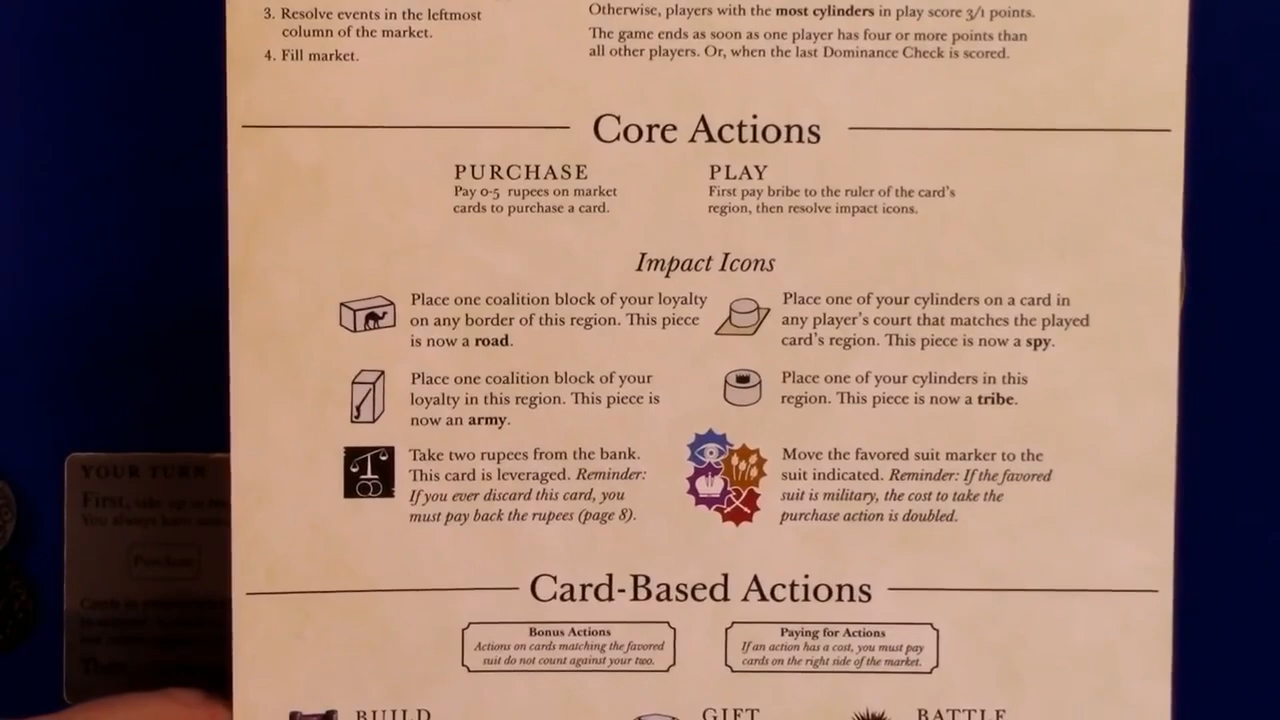 3. Resolve events in the leftmost
column of the market.
4. Fill market.
Otherwise, players with the most cylinders in play score 3/1 points.
The game ends as soon as one player has four or more points than
all other players. Or, when the last Dominance Check is scored.
Core Actions
PURCHASE
Pay 0-5 rupees on market
cards to purchase a card.
PLAY
First pay bribe to the ruler of the card's
region, then resolve impact icons.
Impact Icons
Place one coalition block of your loyalty
on any border of this region. This piece
is now a road.
Place one of your cylinders on a card in
any player's court that matches the played
card's region. This piece is now a spy.
Place one coalition block of your
loyalty in this region. This piece is
now an army.
Place one of your cylinders in this
region. This piece is now a tribe.
Take two rupees from the bank.
This card is leveraged. Reminder:
If you ever discard this card, you
must pay back the rupees (page 8).
Move the favored suit marker to the
suit indicated. Reminder: If the favored
suit is military, the cost to take the
purchase action is doubled.
Card-Based Actions
Bonus Actions
Actions on cards matching the favored
suit do not count against your two.
Paying for Actions
If an action has a cost, you must pay
cards on the right side of the market.
BUILD
GIFT
BATTLE
YOUR TURN
First, take up to
You always have
Purchase
Cards in
Then